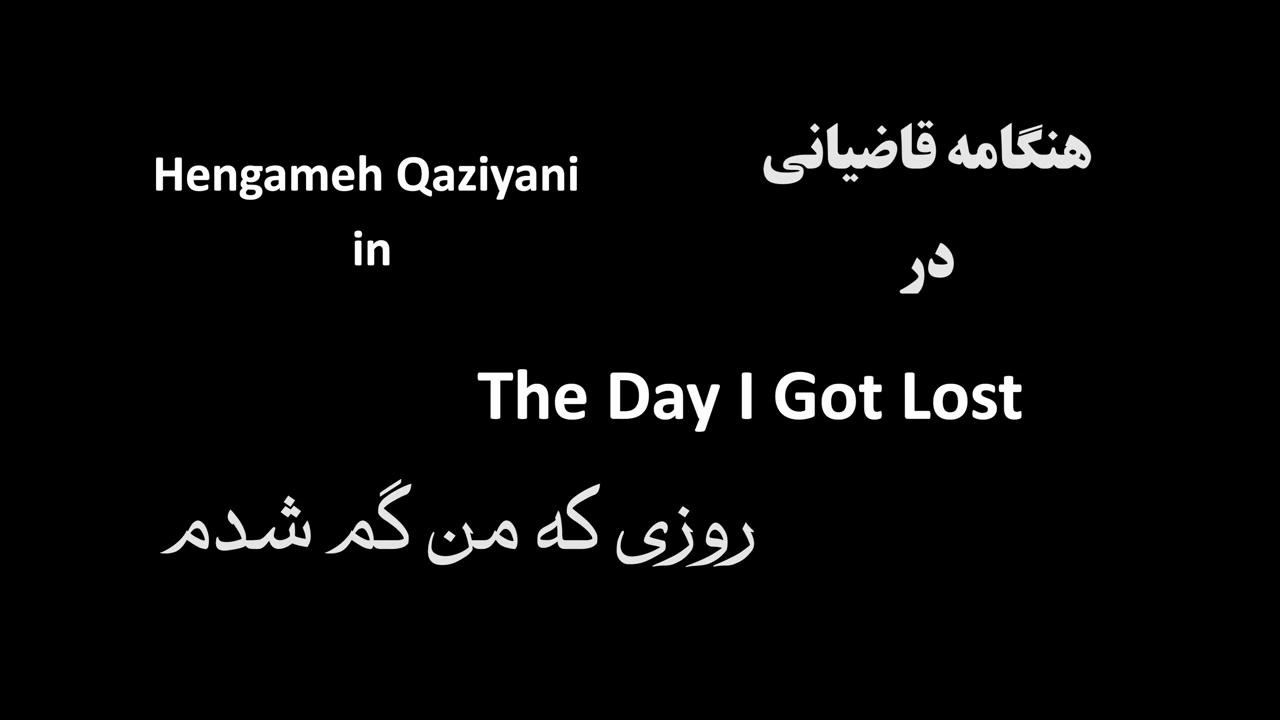 Hengameh Qaziyani
in
هنگامه قاضیانی
در
The Day I Got Lost
روزی که من گم شدم